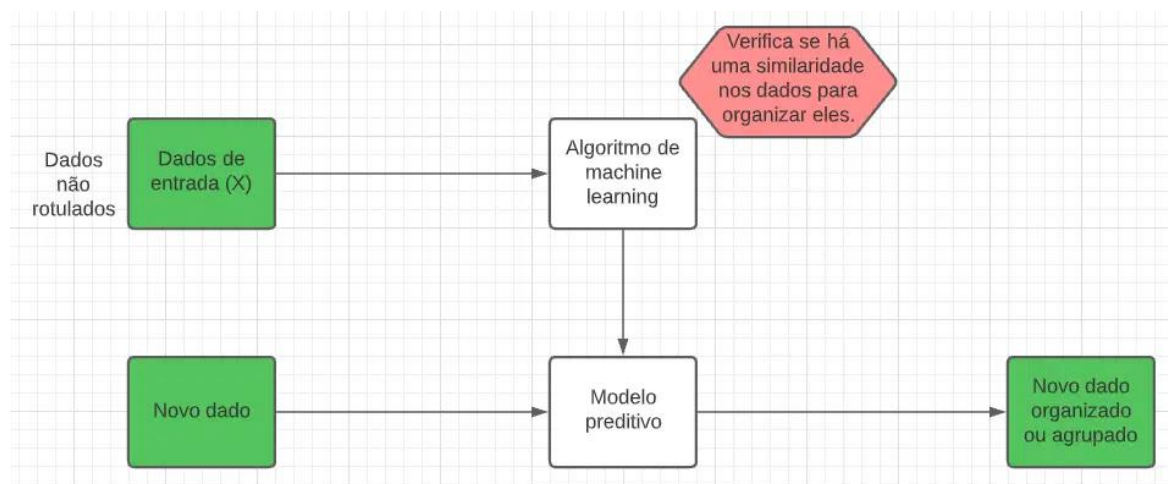 Verifica se há
uma similaridade
nos dados para
organizar eles.
Dados
não
rotulados
Dados de
entrada (X)
Algoritmo de
machine
learning
Novo dado
Modelo
preditivo
Novo dado
organizado
ou agrupado